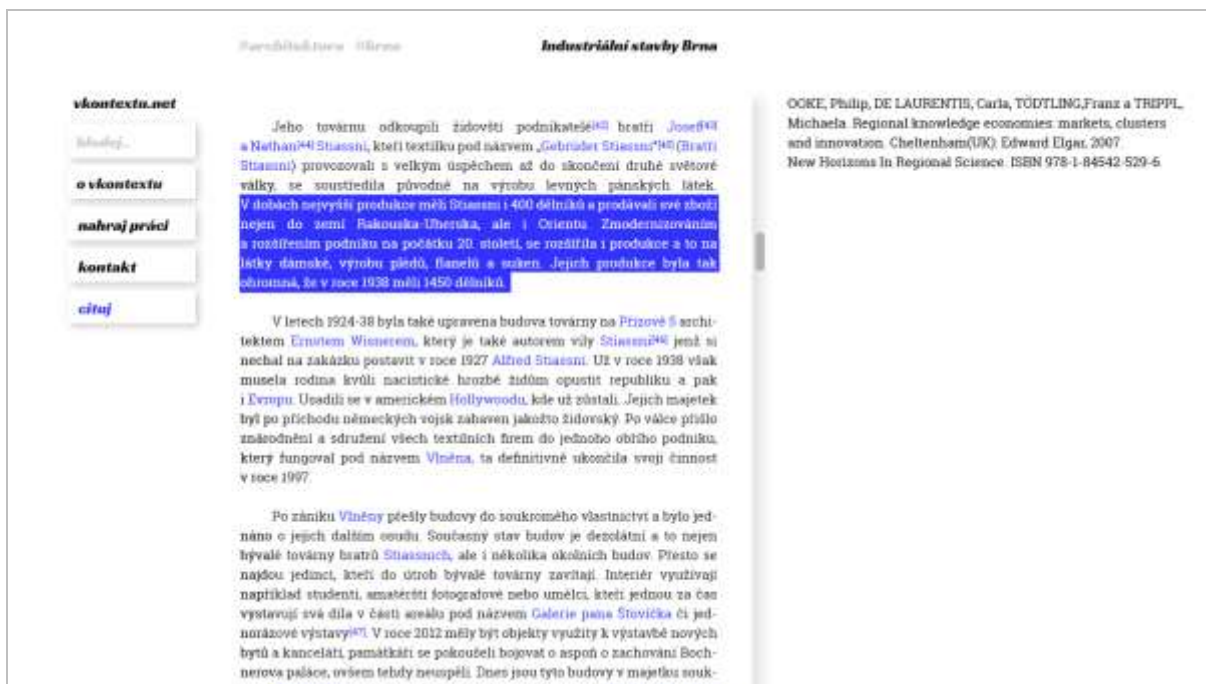 #architektura #Brno
Industriální stavby Brna
vkontextu.net
hledej...
o vkontextu
nahraj práci
kontakt
cituj
Jeho továrnu odkoupili židovští podnikatelé[42] bratři Josef[43]
a Nathan[44] Stiassni, kteří textilku pod názvem „Gebrüder Stiassni"[45] (Bratři
Stiassni) provozovali s velkým úspěchem až do skončení druhé světové
války, se soustředila původně na výrobu levných pánských látek.
V dobách nejvyšší produkce měli Stiassni i 400 dělníků a prodávali své zboží
nejen do zemí Rakouska-Uherska, ale i Orientu. Zmodernizováním
a rozšířením podniku na počátku 20. století, se rozšířila i produkce a to na
látky dámské, výrobu plédů, flanelů a suken. Jejich produkce byla tak
ohromná, že v roce 1938 měli 1450 dělníků.
V letech 1924-38 byla také upravena budova továrny na Přízově 5 archi-
tektem Ernstem Wisnerem, který je také autorem vily Stiassni[46] jenž si
nechal na zakázku postavit v roce 1927 Alfred Stiassni. Už v roce 1938 však
musela rodina kvůli nacistické hrozbě židům opustit republiku a pak
i Evropu. Usadili se v americkém Hollywoodu, kde už zůstali. Jejich majetek
byl po příchodu německých vojsk zabaven jakožto židovský. Po válce přišlo
znárodnění a sdružení všech textilních firem do jednoho obřího podniku,
který fungoval pod názvem Vlněna, ta definitivně ukončila svoji činnost
v roce 1997.
Po zániku Vlněny přešly budovy do soukromého vlastnictví a bylo jed-
náno o jejich dalším osudu. Současný stav budov je dezolátní a to nejen
bývalé továrny bratrů Stiassnich, ale i několika okolních budov. Přesto se
najdou jedinci, kteří do útrob bývalé továrny zavítají. Interiér využívají
například studenti, amatérští fotografové nebo umělci, kteří jednou za čas
vystavují svá díla v části areálu pod názvem Galerie pana Šťovíčka či jed-
norázové výstavy[47]. V roce 2012 měly být objekty využity k výstavbě nových
bytů a kanceláří, památkáři se pokoušeli bojovat o aspoň o zachování Boch-
nerova paláce, ovšem tehdy neuspěli. Dnes jsou tyto budovy v majetku souk-
OOKE, Philip, DE LAURENTIS, Carla, TÖDTLING,Franz a TRIPPL,
Michaela. Regional knowledge economies: markets, clusters
and innovation. Cheltenham(UK): Edward Elgar, 2007.
New Horizons In Regional Science. ISBN 978-1-84542-529-6.